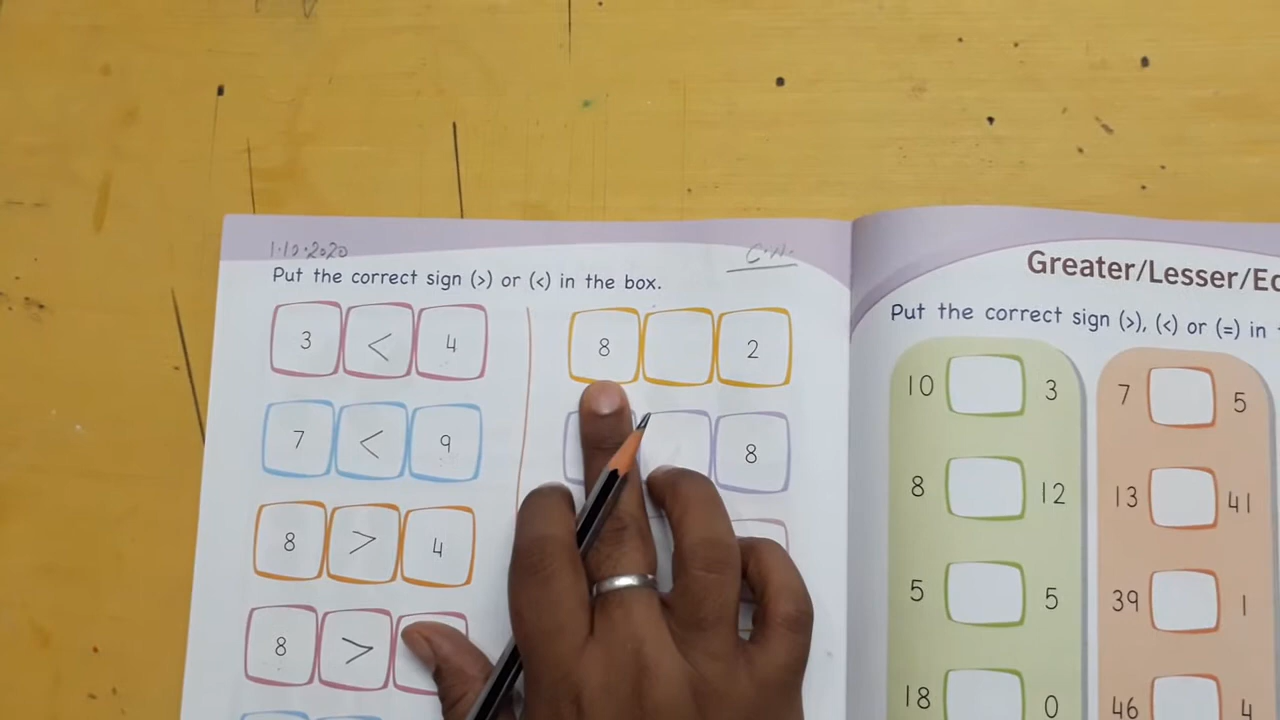 1.10.2020
C.W.
Put the correct sign (>) or (<) in the box.
3 < 4
7 < 9
8 > 4
8 >
8 2
8
Greater/Lesser/
Put the correct sign (>), (<) or (=) in
10 3
8 12
5 5
18 0
7 5
13 41
39 1
46 4